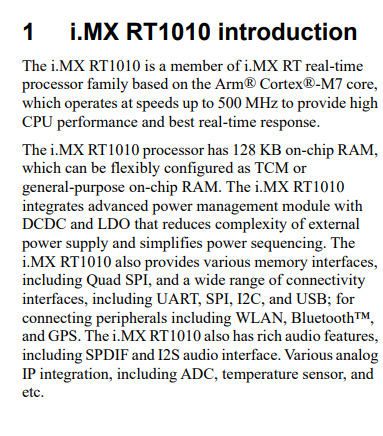 1 i.MX RT1010 introduction
The i.MX RT1010 is a member of i.MX RT real-time
processor family based on the Arm® Cortex®-M7 core,
which operates at speeds up to 500 MHz to provide high
CPU performance and best real-time response.
The i.MX RT1010 processor has 128 KB on-chip RAM,
which can be flexibly configured as TCM or
general-purpose on-chip RAM. The i.MX RT1010
integrates advanced power management module with
DCDC and LDO that reduces complexity of external
power supply and simplifies power sequencing. The
i.MX RT1010 also provides various memory interfaces,
including Quad SPI, and a wide range of connectivity
interfaces, including UART, SPI, I2C, and USB; for
connecting peripherals including WLAN, Bluetooth™,
and GPS. The i.MX RT1010 also has rich audio features,
including SPDIF and I2S audio interface. Various analog
IP integration, including ADC, temperature sensor, and
etc.